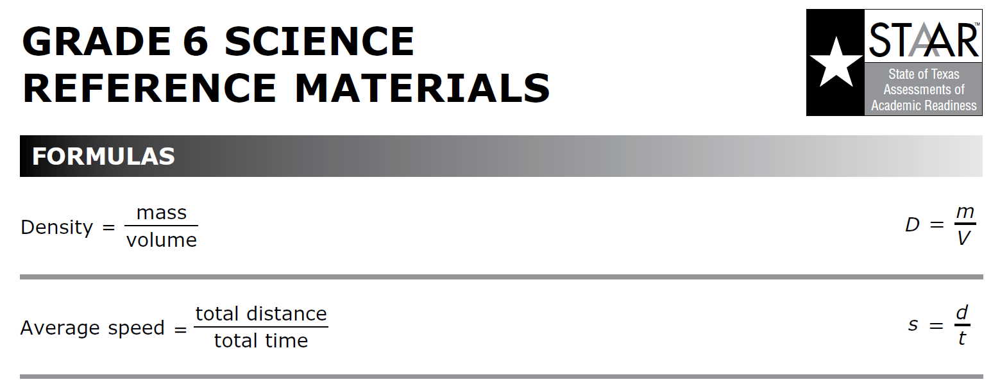 GRADE 6 SCIENCE
REFERENCE MATERIALS
STAAR™
State of Texas
Assessments of
Academic Readiness
FORMULAS
Density = mass/volume
D = m/V
Average speed = total distance/total time
s = d/t